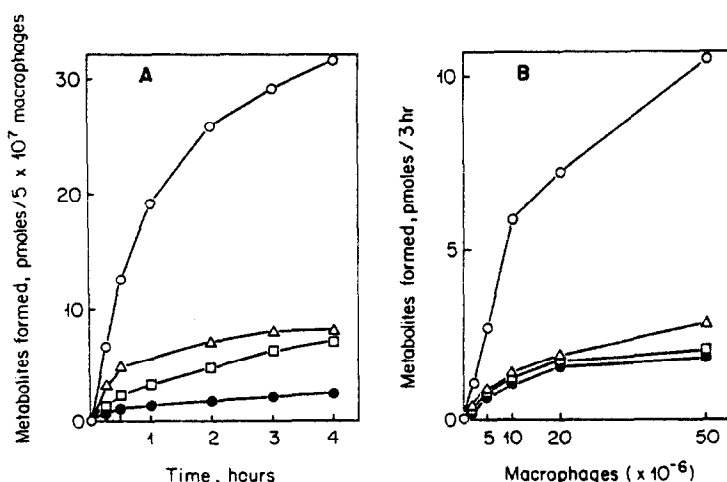 Metabolites formed, pmoles/5 x 10⁷ macrophages
30
20
10
0
A
1 2 3 4
Time, hours
Metabolites formed, pmoles/3 hr
10
5
0
B
5 10 20 50
Macrophages (x 10⁻⁶)